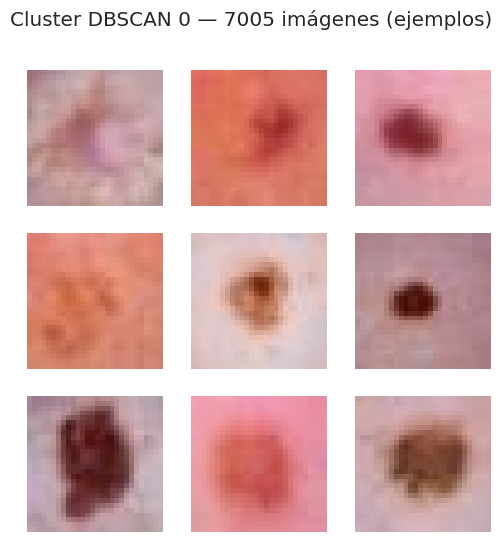 Cluster DBSCAN 0 — 7005 imágenes (ejemplos)